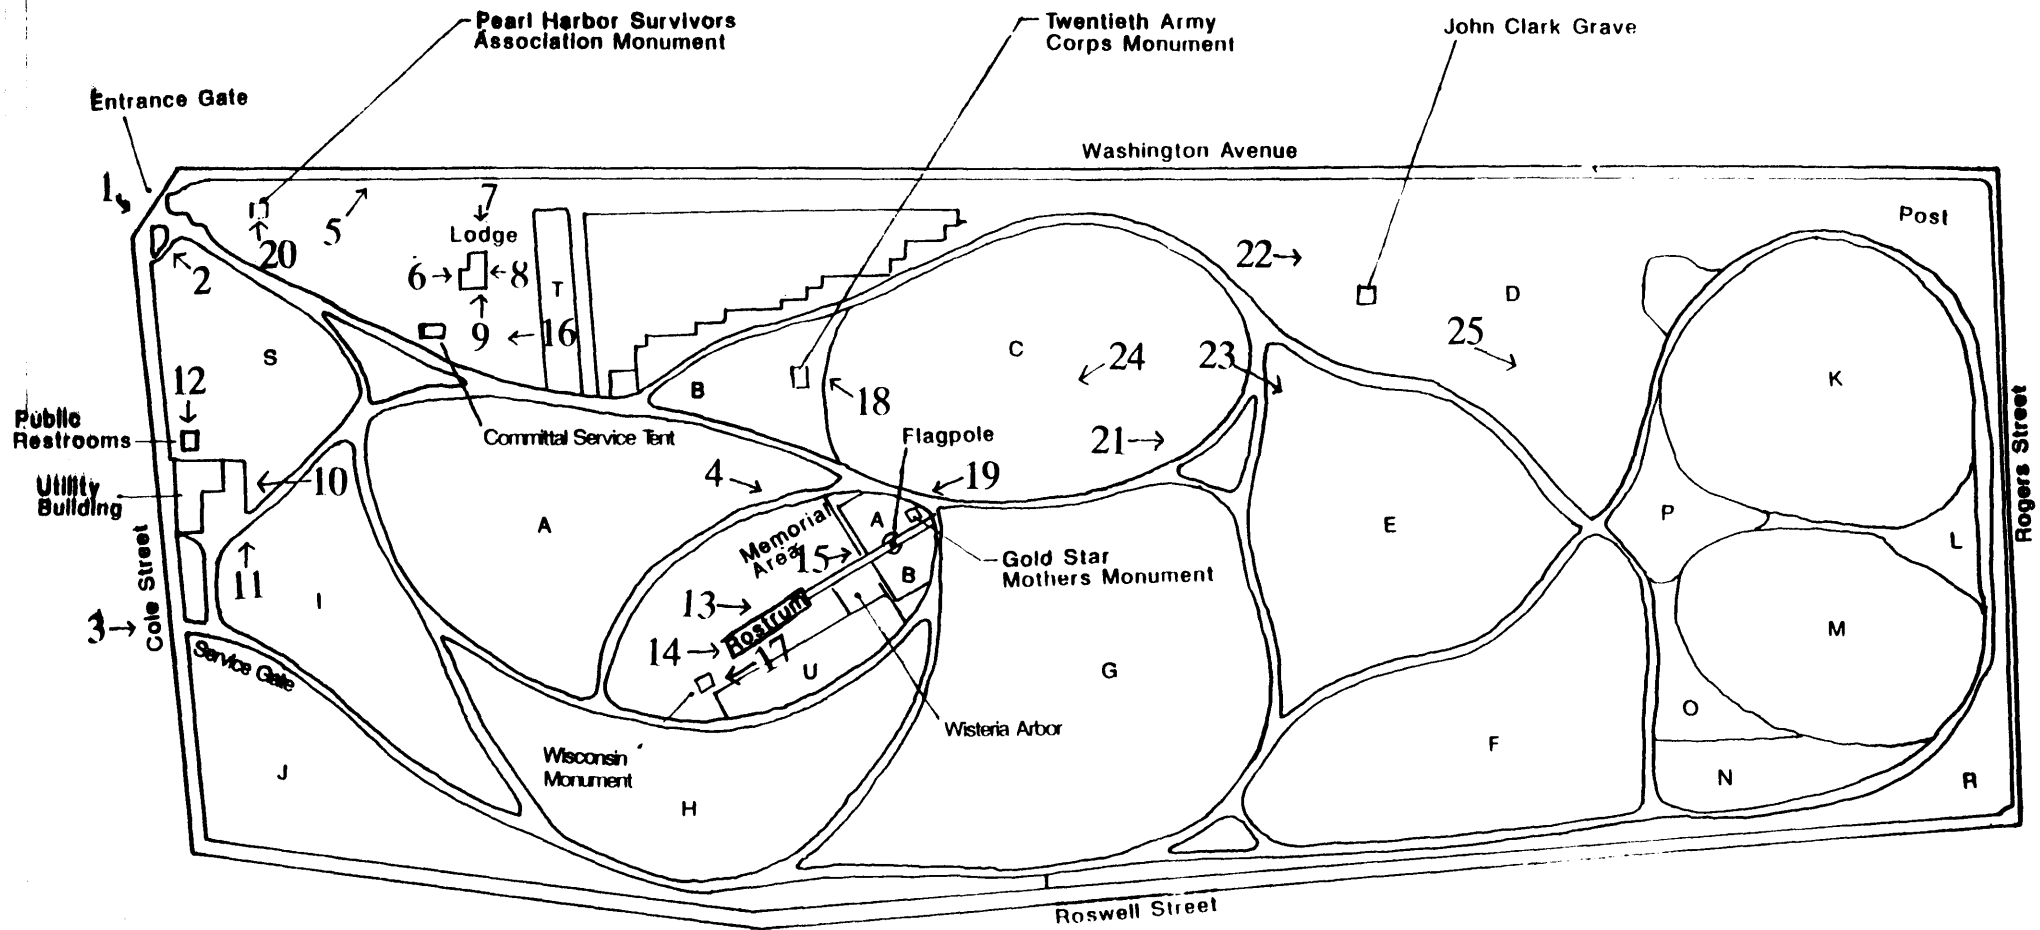 Pearl Harbor Survivors
Association Monument
Twentieth Army
Corps Monument
John Clark Grave
Entrance Gate
Washington Avenue
1
5
7
Post
20
Lodge
22
2
6
8
T
D
9
16
25
S
C
24
23
K
12
B
18
Public
Restrooms
Committal Service Tent
Flagpole
21
Rogers Street
10
4
19
Utility
Building
A
Memorial
Area
A
E
P
15
Gold Star
Mothers Monument
L
Cole Street
11
I
B
13
Rostrum
3
M
Service Gate
14
17
U
G
Wisteria Arbor
O
Wisconsin
Monument
F
J
H
N
R
Roswell Street